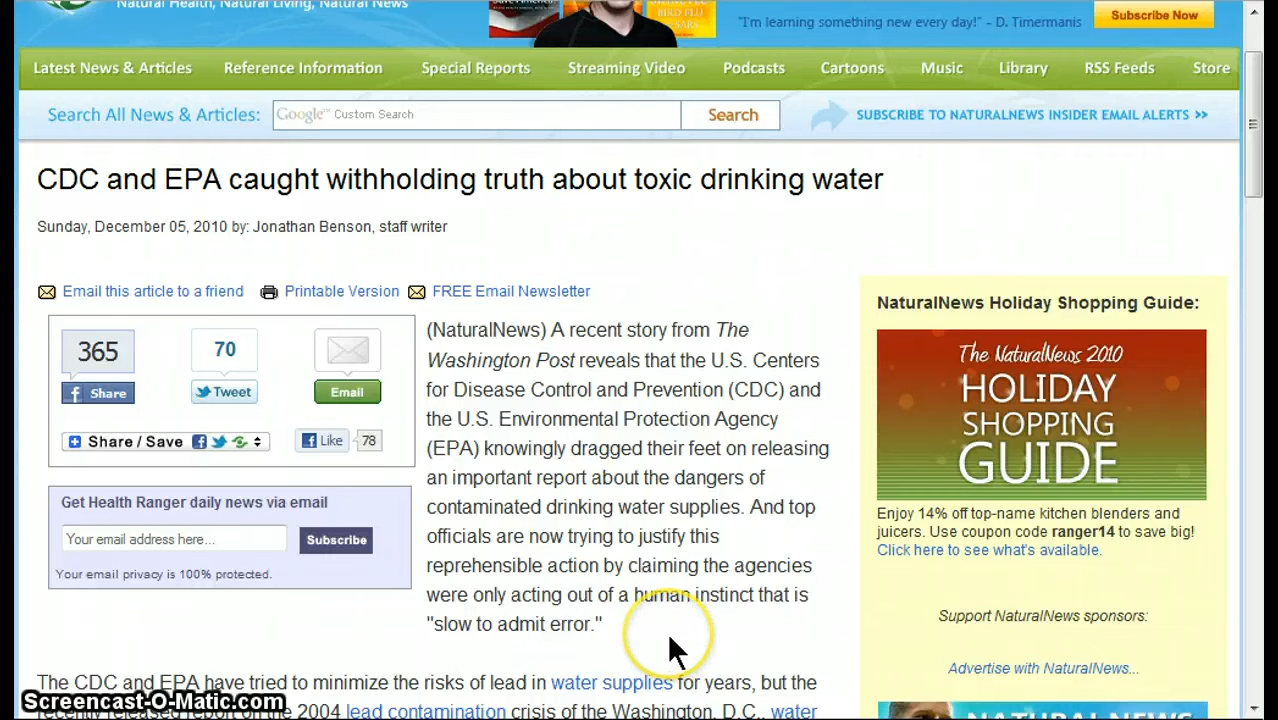 Natural Health, Natural Living, Natural News
"I'm learning something new every day!" – D. Timermanis
Subscribe Now
Latest News & Articles
Reference Information
Special Reports
Streaming Video
Podcasts
Cartoons
Music
Library
RSS Feeds
Store
Search All News & Articles:
Google™ Custom Search
Search
SUBSCRIBE TO NATURALNEWS INSIDER EMAIL ALERTS >>
CDC and EPA caught withholding truth about toxic drinking water
Sunday, December 05, 2010 by: Jonathan Benson, staff writer
Email this article to a friend
Printable Version
FREE Email Newsletter
365
Share
70
Tweet
Email
Share / Save
Like
78
Get Health Ranger daily news via email
Your email address here...
Subscribe
Your email privacy is 100% protected.
(NaturalNews) A recent story from The
Washington Post reveals that the U.S. Centers
for Disease Control and Prevention (CDC) and
the U.S. Environmental Protection Agency
(EPA) knowingly dragged their feet on releasing
an important report about the dangers of
contaminated drinking water supplies. And top
officials are now trying to justify this
reprehensible action by claiming the agencies
were only acting out of a human instinct that is
"slow to admit error."
The CDC and EPA have tried to minimize the risks of lead in water supplies for years, but the
recently released report on the 2004 lead contamination crisis of the Washington, D.C., water
NaturalNews Holiday Shopping Guide:
The NaturalNews 2010
HOLIDAY
SHOPPING
GUIDE
Enjoy 14% off top-name kitchen blenders and
juicers. Use coupon code ranger14 to save big!
Click here to see what's available.
Support NaturalNews sponsors:
Advertise with NaturalNews...
NATURAL NEWS
Screencast-O-Matic.com